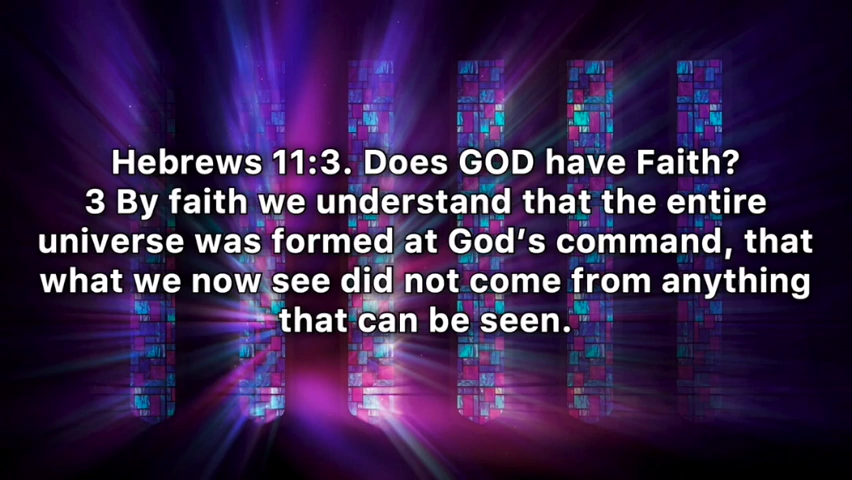 Hebrews 11:3. Does GOD have Faith?
3 By faith we understand that the entire
universe was formed at God’s command, that
what we now see did not come from anything
that can be seen.